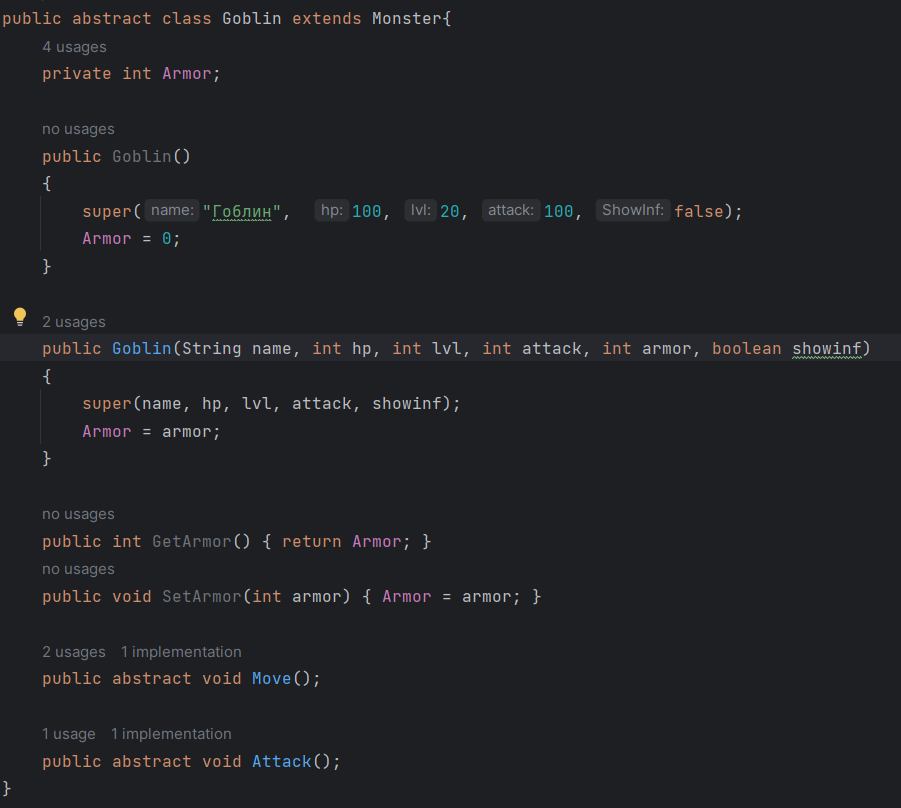 public abstract class Goblin extends Monster{
4 usages
private int Armor;
no usages
public Goblin()
{
super( name: "Гоблин", hp: 100, lvl: 20, attack: 100, ShowInf: false);
Armor = 0;
}
2 usages
public Goblin(String name, int hp, int lvl, int attack, int armor, boolean showinf)
{
super(name, hp, lvl, attack, showinf);
Armor = armor;
}
no usages
public int GetArmor() { return Armor; }
no usages
public void SetArmor(int armor) { Armor = armor; }
2 usages 1 implementation
public abstract void Move();
1 usage 1 implementation
public abstract void Attack();
}